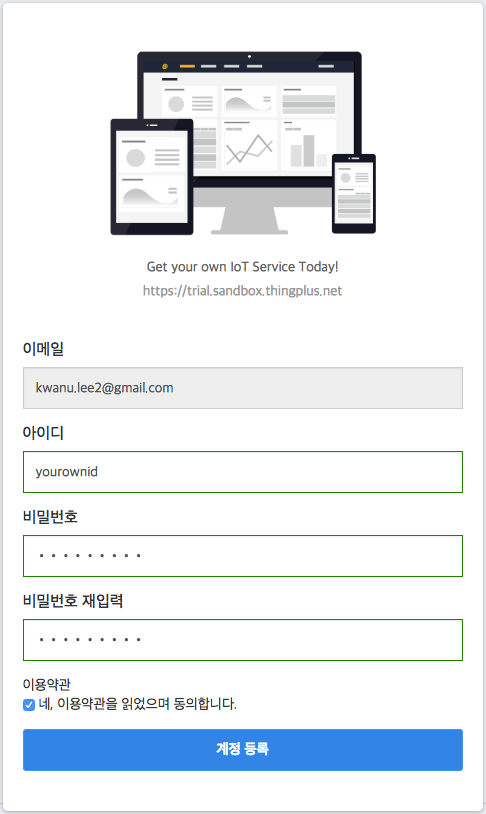 Get your own IoT Service Today!
https://trial.sandbox.thingplus.net
이메일
kwanu.lee2@gmail.com
아이디
yourownid
비밀번호
•••••••••
비밀번호 재입력
•••••••••
이용약관
네, 이용약관을 읽었으며 동의합니다.
계정 등록